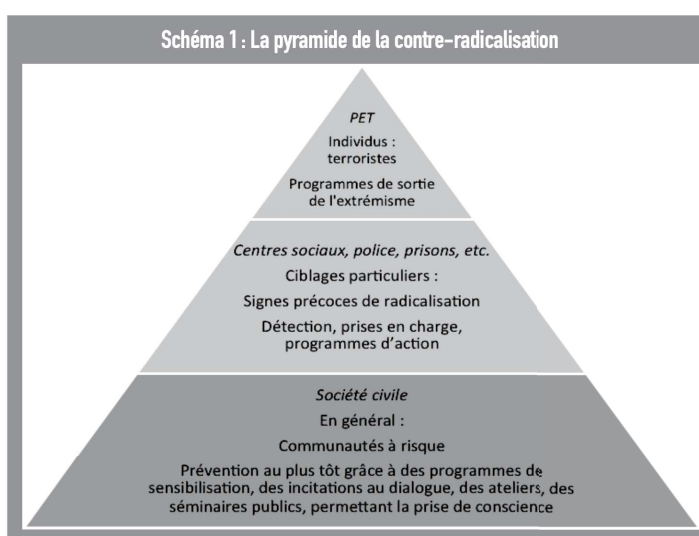 Schéma 1 : La pyramide de la contre-radicalisation
PET
Individus :
terroristes
Programmes de sortie
de l'extrémisme
Centres sociaux, police, prisons, etc.
Ciblages particuliers :
Signes précoces de radicalisation
Détection, prises en charge,
programmes d’action
Société civile
En général :
Communautés à risque
Prévention au plus tôt grâce à des programmes de
sensibilisation, des incitations au dialogue, des ateliers, des
séminaires publics, permettant la prise de conscience